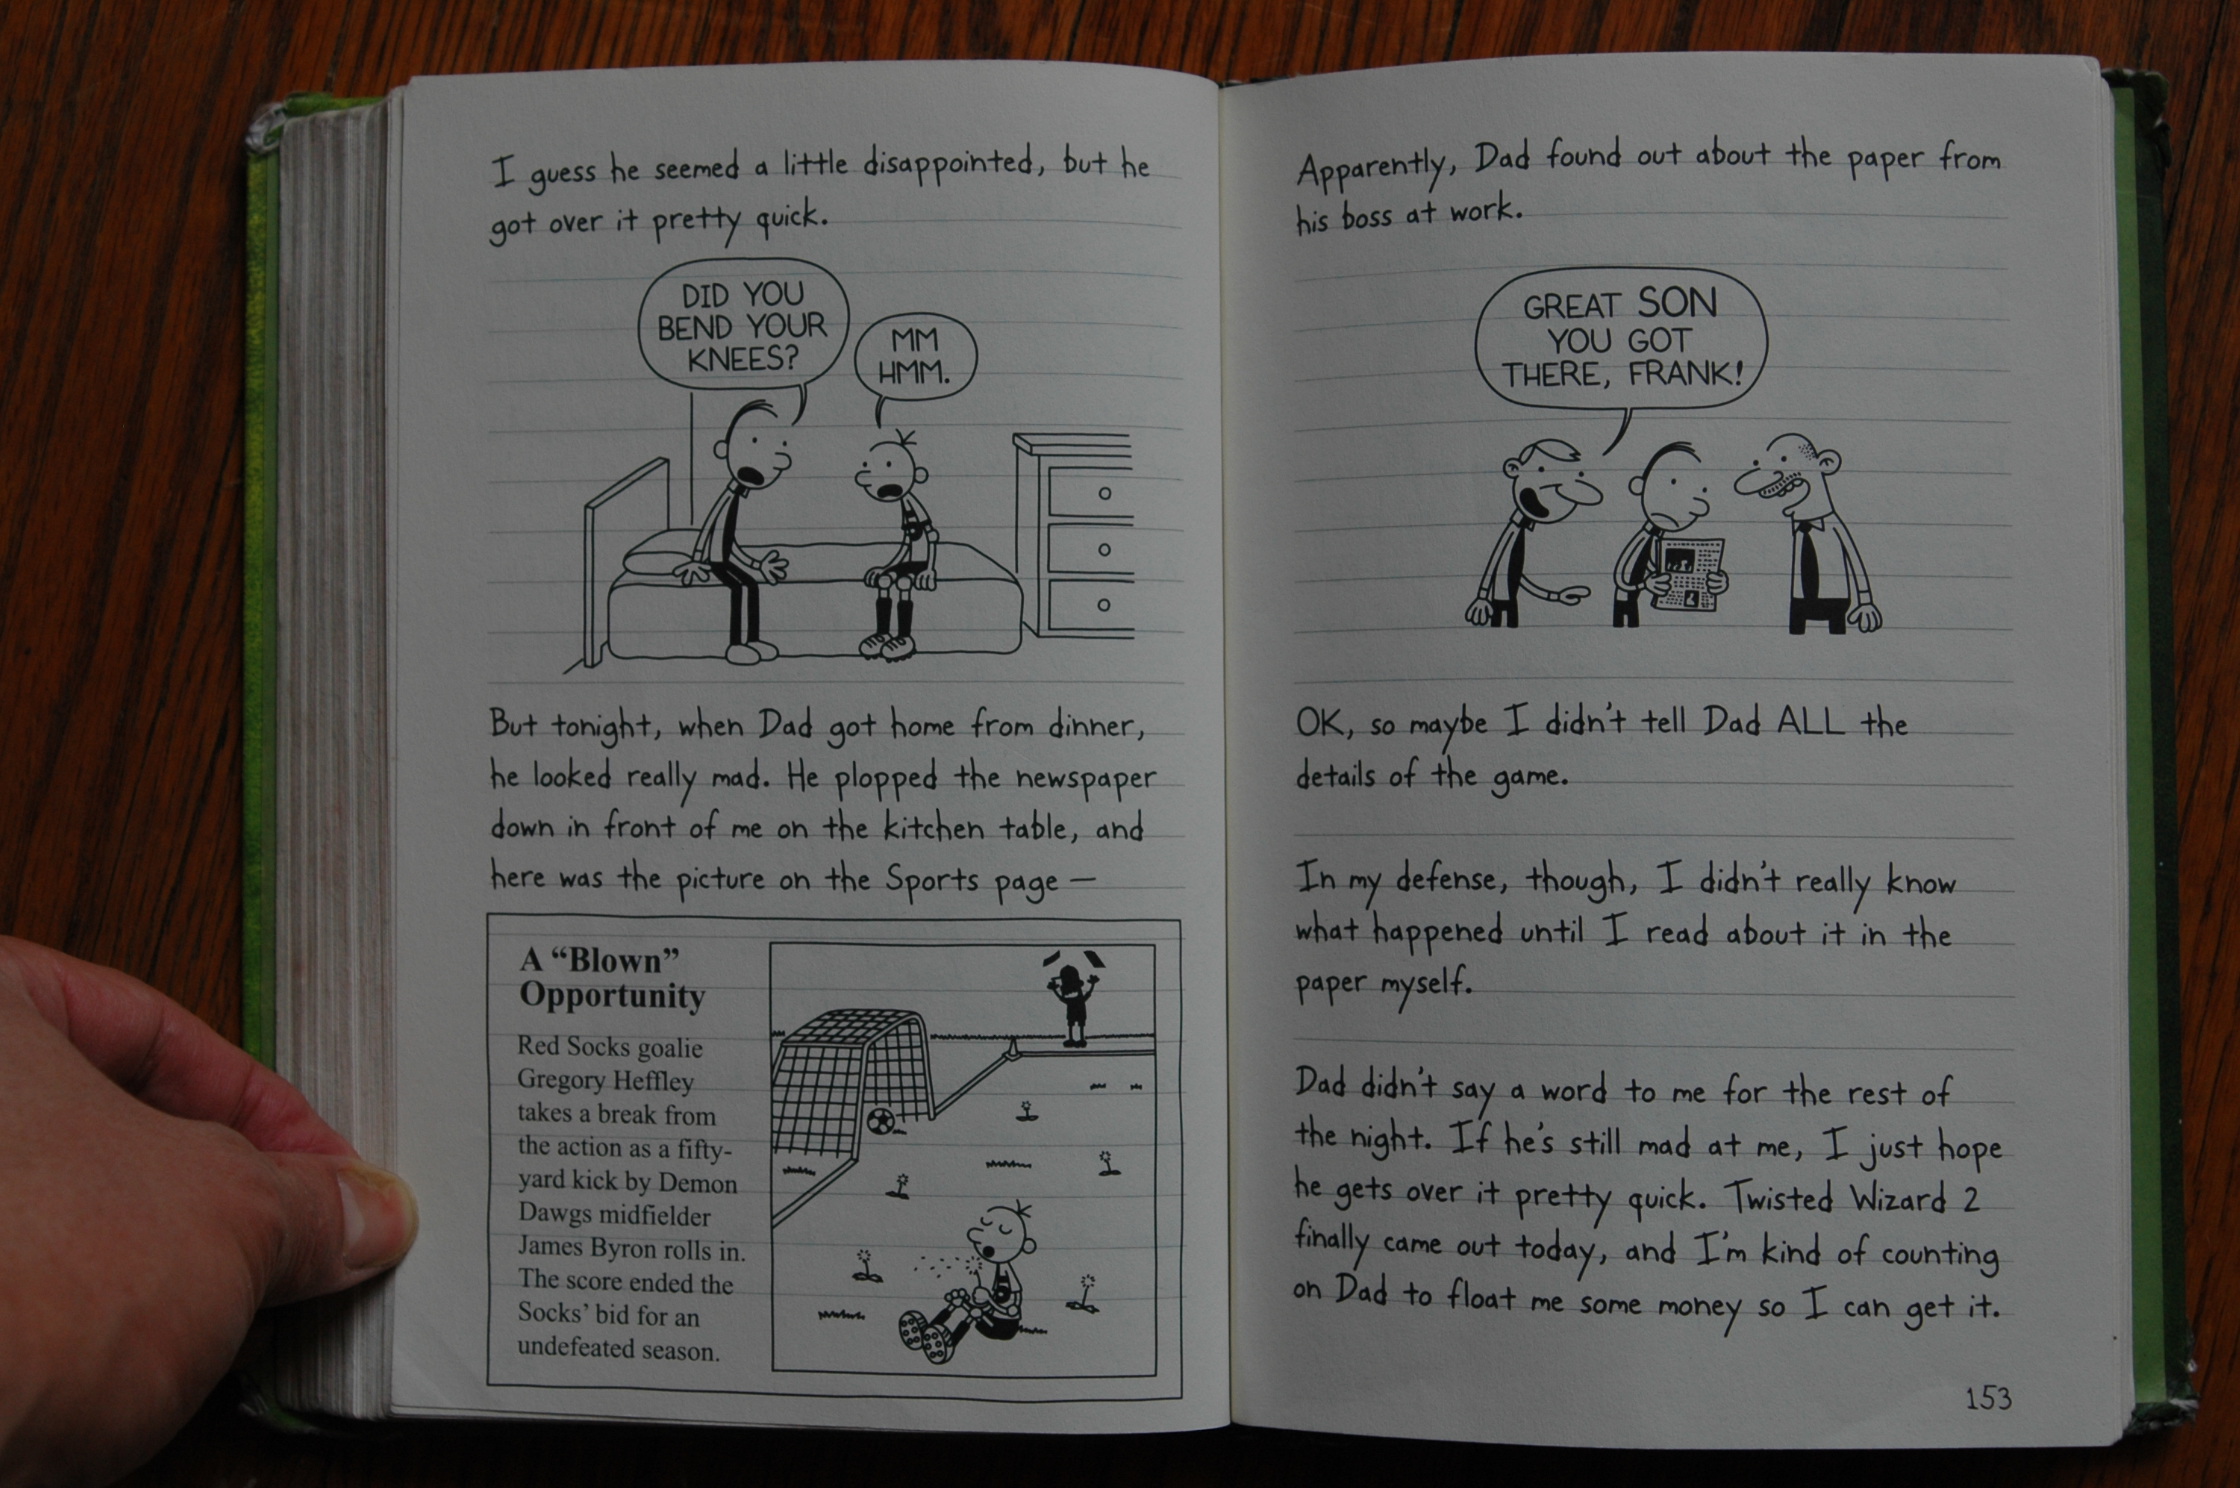 I guess he seemed a little disappointed, but he
got over it pretty quick.
DID YOU
BEND YOUR
KNEES?
MM
HMM.
But tonight, when Dad got home from dinner,
he looked really mad. He plopped the newspaper
down in front of me on the kitchen table, and
here was the picture on the Sports page —
A “Blown”
Opportunity
Red Socks goalie
Gregory Heffley
takes a break from
the action as a fifty-
yard kick by Demon
Dawgs midfielder
James Byron rolls in.
The score ended the
Socks’ bid for an
undefeated season.
Apparently, Dad found out about the paper from
his boss at work.
GREAT SON
YOU GOT
THERE, FRANK!
OK, so maybe I didn't tell Dad ALL the
details of the game.
In my defense, though, I didn't really know
what happened until I read about it in the
paper myself.
Dad didn't say a word to me for the rest of
the night. If he's still mad at me, I just hope
he gets over it pretty quick. Twisted Wizard 2
finally came out today, and I'm kind of counting
on Dad to float me some money so I can get it.
153